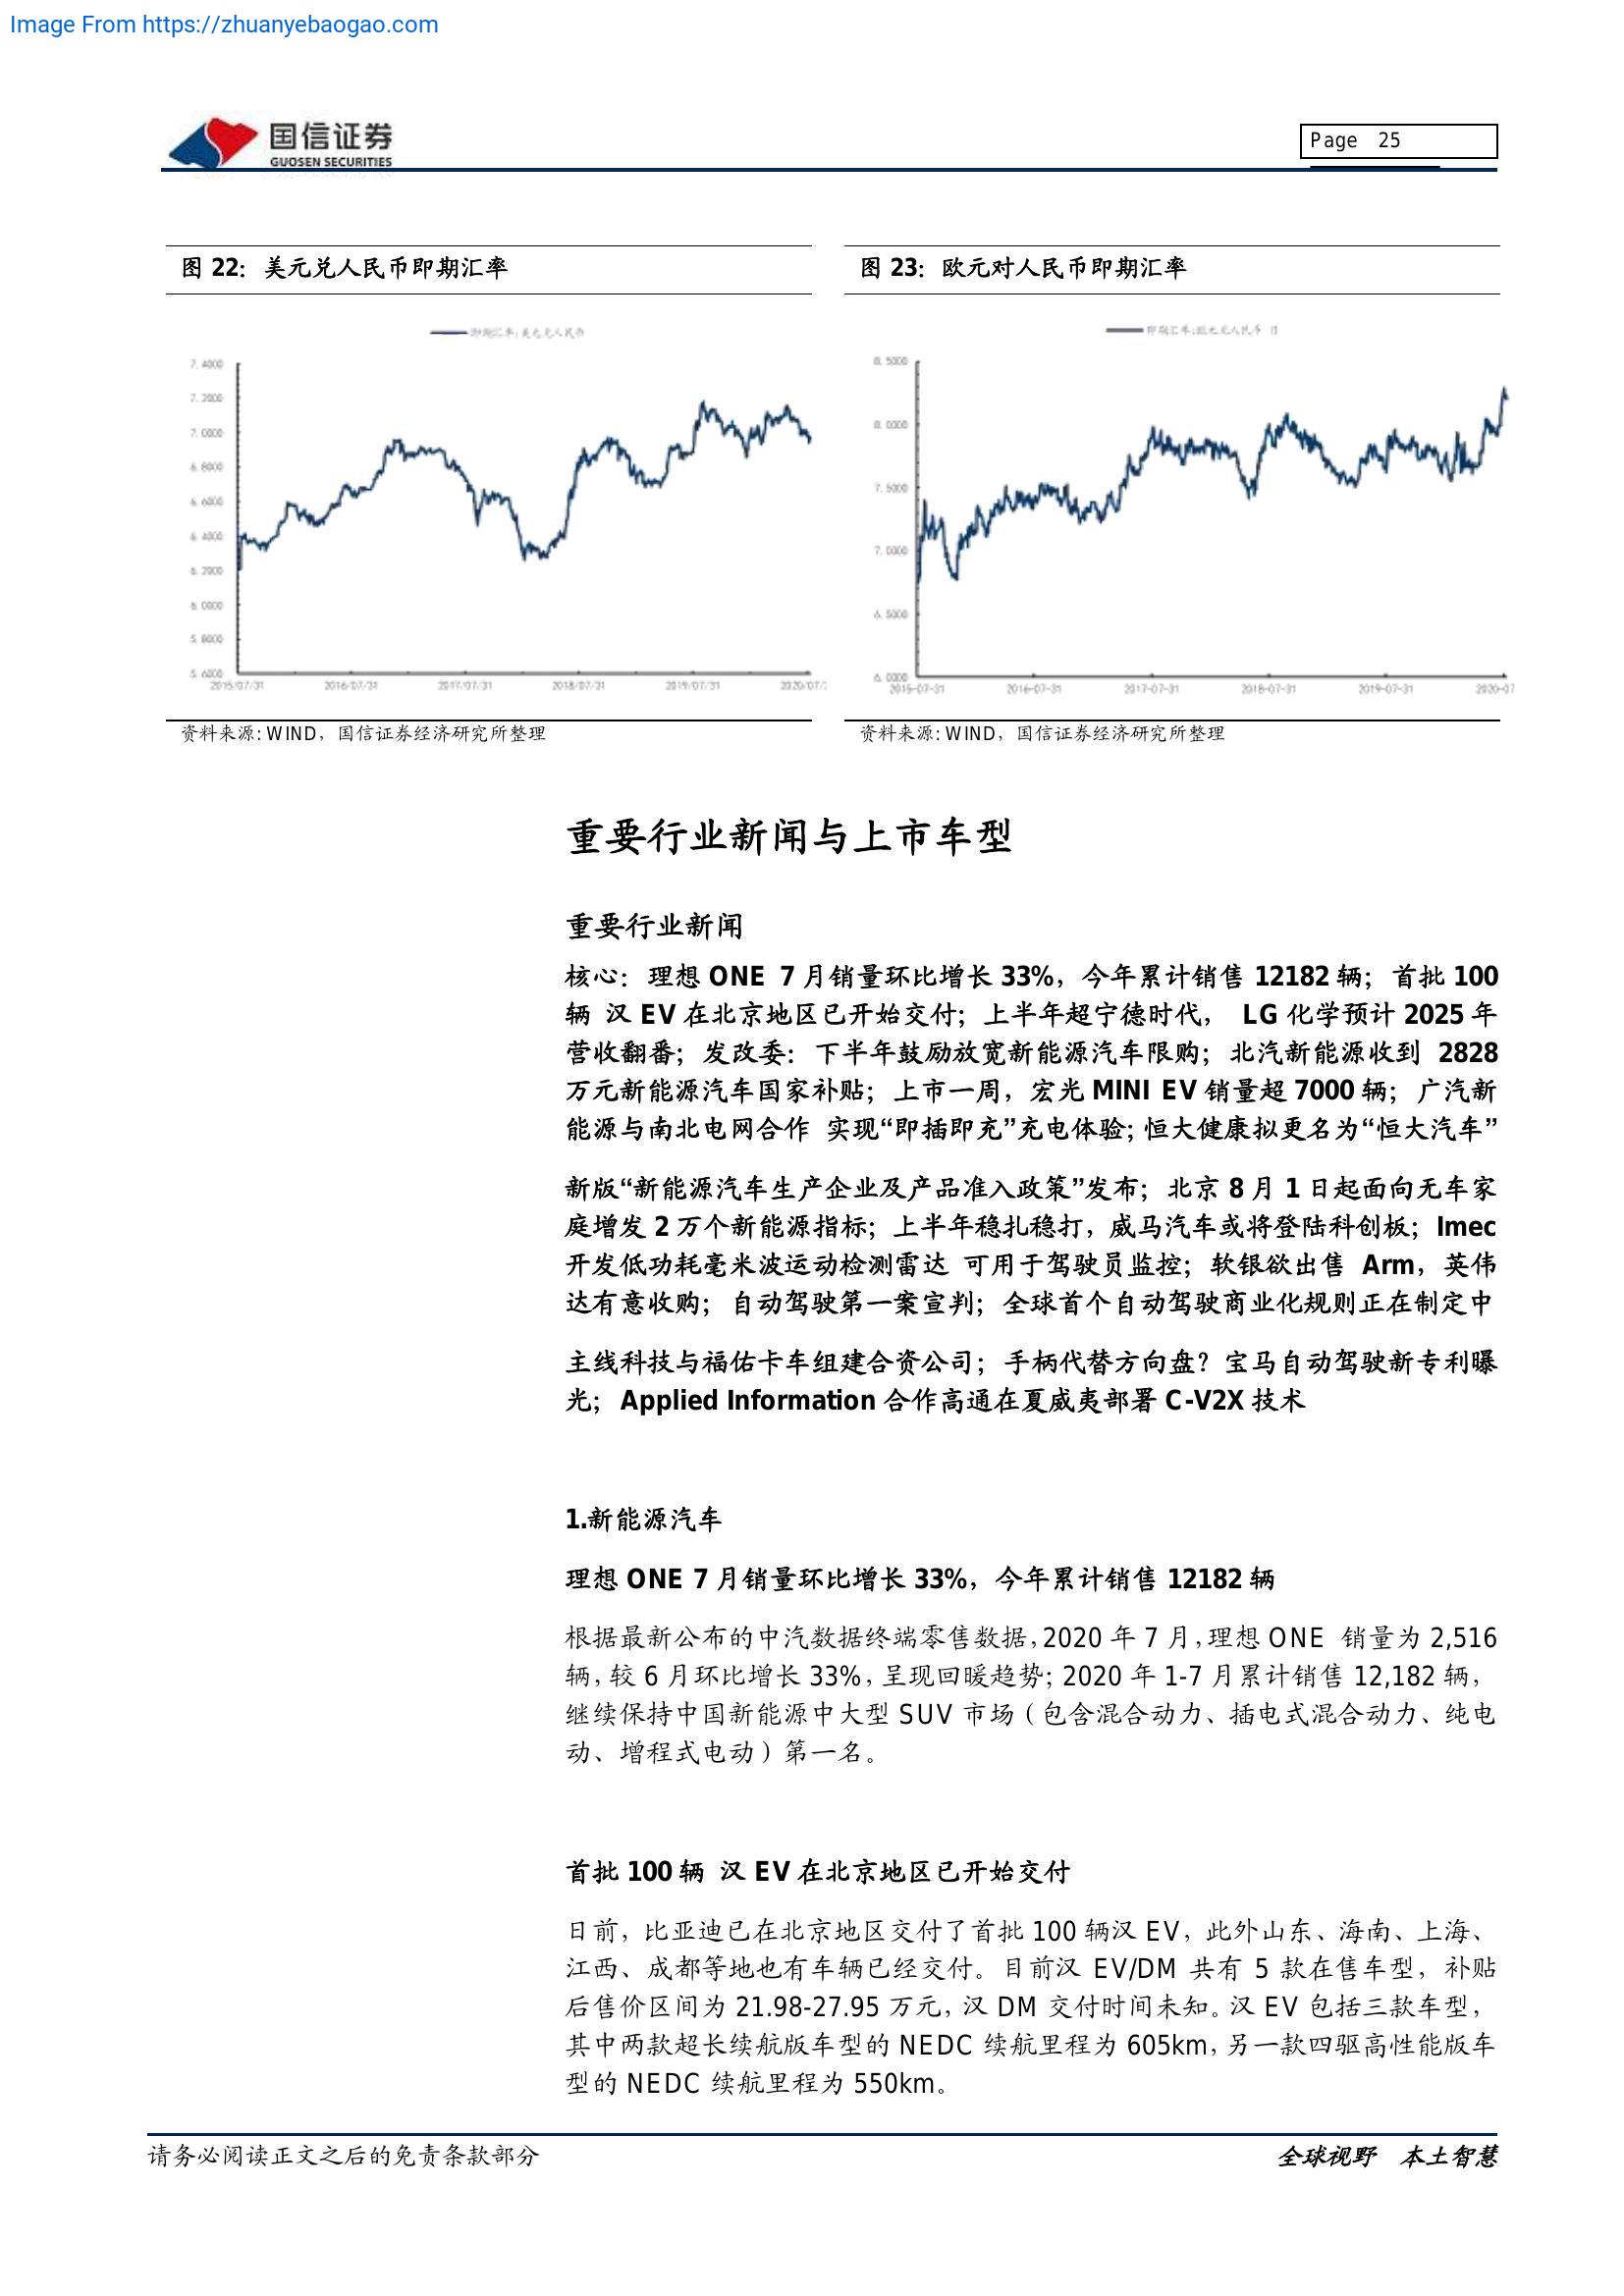 Image From https://zhuanyebaogao.com
国信证券
GUOSEN SECURITIES
Page 25
图 22：美元兑人民币即期汇率
图 23：欧元对人民币即期汇率
即期汇率:美元兑人民币
7.4000
7.2000
7.0000
6.8000
6.6000
6.4000
6.2000
6.0000
5.8000
5.6000
2015/07/31 2016/07/31 2017/07/31 2018/07/31 2019/07/31 2020/07/
即期汇率:欧元兑人民币
8.5000
8.0000
7.5000
7.0000
6.5000
6.0000
2015-07-31 2016-07-31 2017-07-31 2018-07-31 2019-07-31 2020-07
资料来源: WIND，国信证券经济研究所整理
资料来源: WIND，国信证券经济研究所整理
重要行业新闻与上市车型
重要行业新闻
核心：理想 ONE 7 月销量环比增长 33%，今年累计销售 12182 辆；首批 100
辆 汉 EV 在北京地区已开始交付；上半年超宁德时代， LG 化学预计 2025 年
营收翻番；发改委：下半年鼓励放宽新能源汽车限购；北汽新能源收到 2828
万元新能源汽车国家补贴；上市一周，宏光 MINI EV 销量超 7000 辆；广汽新
能源与南北电网合作 实现“即插即充”充电体验; 恒大健康拟更名为“恒大汽车”
新版“新能源汽车生产企业及产品准入政策”发布；北京 8 月 1 日起面向无车家
庭增发 2 万个新能源指标；上半年稳扎稳打，威马汽车或将登陆科创板；Imec
开发低功耗毫米波运动检测雷达 可用于驾驶员监控；软银欲出售 Arm，英伟
达有意收购；自动驾驶第一案宣判；全球首个自动驾驶商业化规则正在制定中
主线科技与福佑卡车组建合资公司；手柄代替方向盘？宝马自动驾驶新专利曝
光；Applied Information 合作高通在夏威夷部署 C-V2X 技术
1.新能源汽车
理想 ONE 7 月销量环比增长 33%，今年累计销售 12182 辆
根据最新公布的中汽数据终端零售数据，2020 年 7 月，理想 ONE 销量为 2,516
辆，较 6 月环比增长 33%，呈现回暖趋势；2020 年 1-7 月累计销售 12,182 辆，
继续保持中国新能源中大型 SUV 市场（包含混合动力、插电式混合动力、纯电
动、增程式电动）第一名。
首批 100 辆 汉 EV 在北京地区已开始交付
日前，比亚迪已在北京地区交付了首批 100 辆汉 EV，此外山东、海南、上海、
江西、成都等地也有车辆已经交付。目前汉 EV/DM 共有 5 款在售车型，补贴
后售价区间为 21.98-27.95 万元，汉 DM 交付时间未知。汉 EV 包括三款车型，
其中两款超长续航版车型的 NEDC 续航里程为 605km，另一款四驱高性能版车
型的 NEDC 续航里程为 550km。
请务必阅读正文之后的免责条款部分
全球视野 本土智慧